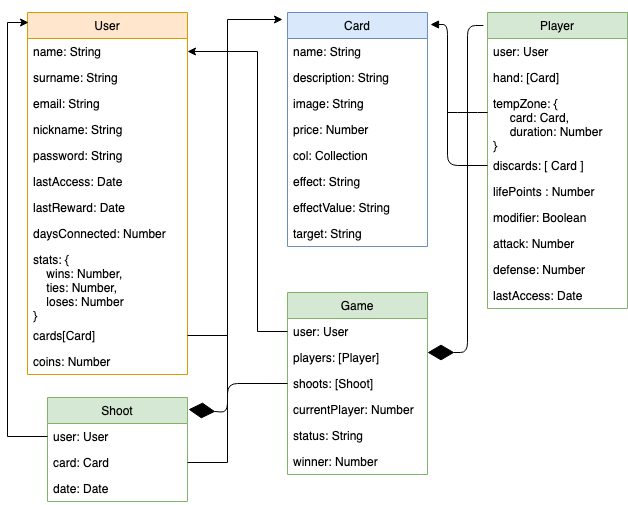 User
name: String
surname: String
email: String
nickname: String
password: String
lastAccess: Date
lastReward: Date
daysConnected: Number
stats: {
wins: Number,
ties: Number,
loses: Number
}
cards[Card]
coins: Number
Card
name: String
description: String
image: String
price: Number
col: Collection
effect: String
effectValue: String
target: String
Player
user: User
hand: [Card]
tempZone: {
card: Card,
duration: Number
}
discards: [ Card ]
lifePoints : Number
modifier: Boolean
attack: Number
defense: Number
lastAccess: Date
Game
user: User
players: [Player]
shoots: [Shoot]
currentPlayer: Number
status: String
winner: Number
Shoot
user: User
card: Card
date: Date